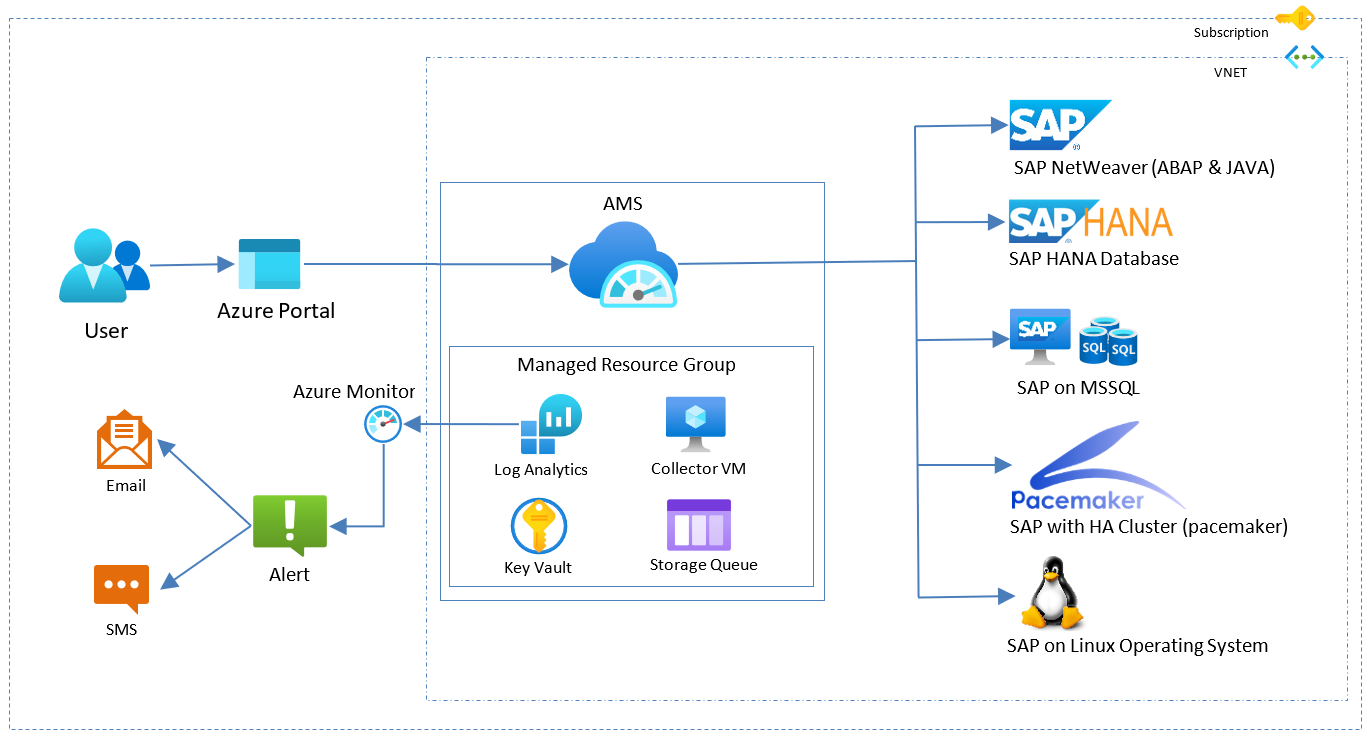 Subscription
VNET
SAP
SAP NetWeaver (ABAP & JAVA)
AMS
SAP HANA
SAP HANA Database
User
Azure Portal
SAP
SQL
SQL
SAP on MSSQL
Managed Resource Group
Azure Monitor
Log Analytics
Collector VM
Email
Pacemaker
SAP with HA Cluster (pacemaker)
Key Vault
Storage Queue
Alert
SMS
SAP on Linux Operating System